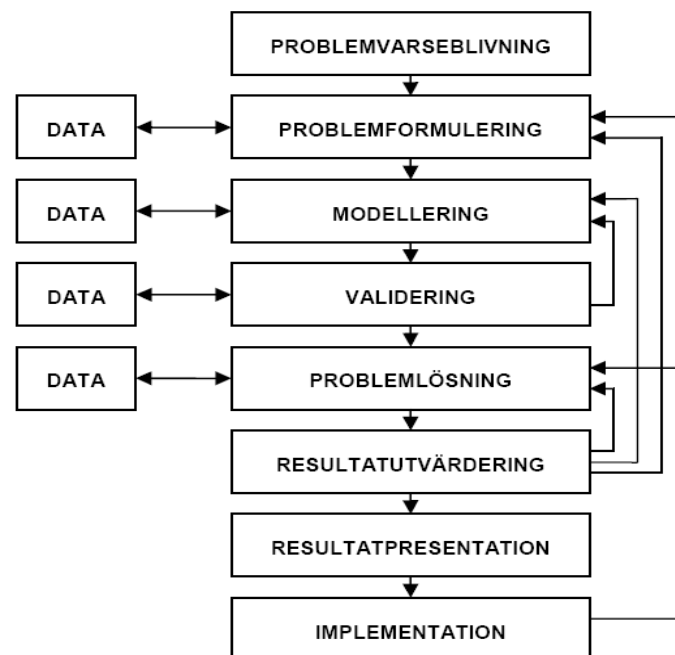 PROBLEMVARSEBLIVNING
DATA
PROBLEMFORMULERING
DATA
MODELLERING
DATA
VALIDERING
DATA
PROBLEMLÖSNING
RESULTATUTVÄRDERING
RESULTATPRESENTATION
IMPLEMENTATION